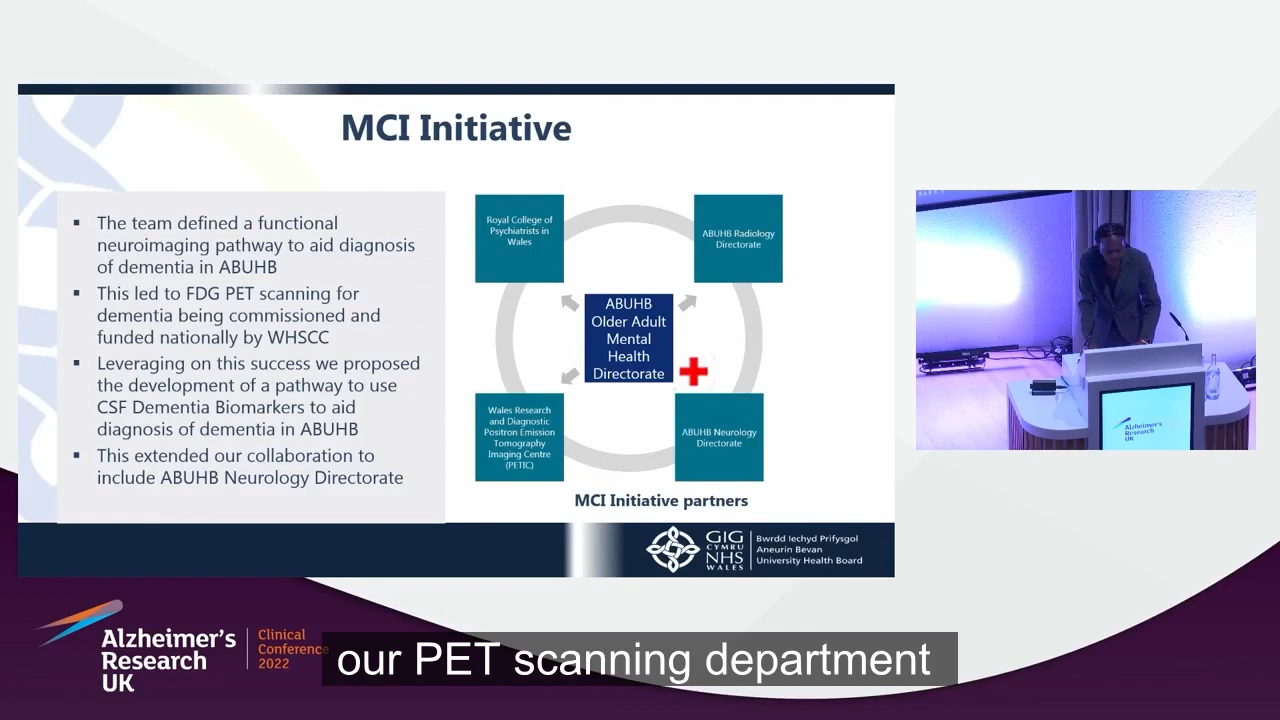 MCI Initiative
▪ The team defined a functional
neuroimaging pathway to aid diagnosis
of dementia in ABUHB
▪ This led to FDG PET scanning for
dementia being commissioned and
funded nationally by WHSCC
▪ Leveraging on this success we proposed
the development of a pathway to use
CSF Dementia Biomarkers to aid
diagnosis of dementia in ABUHB
▪ This extended our collaboration to
include ABUHB Neurology Directorate
Royal College of
Psychiatrists in
Wales
ABUHB Radiology
Directorate
ABUHB
Older Adult
Mental
Health
Directorate
Wales Research
and Diagnostic
Positron Emission
Tomography
Imaging Centre
(PETIC)
ABUHB Neurology
Directorate
MCI Initiative partners
GIG
CYMRU
NHS
WALES
Bwrdd Iechyd Prifysgol
Aneurin Bevan
University Health Board
Alzheimer's
Research
UK
Alzheimer's
Research
UK
Clinical
Conference
2022
our PET scanning department